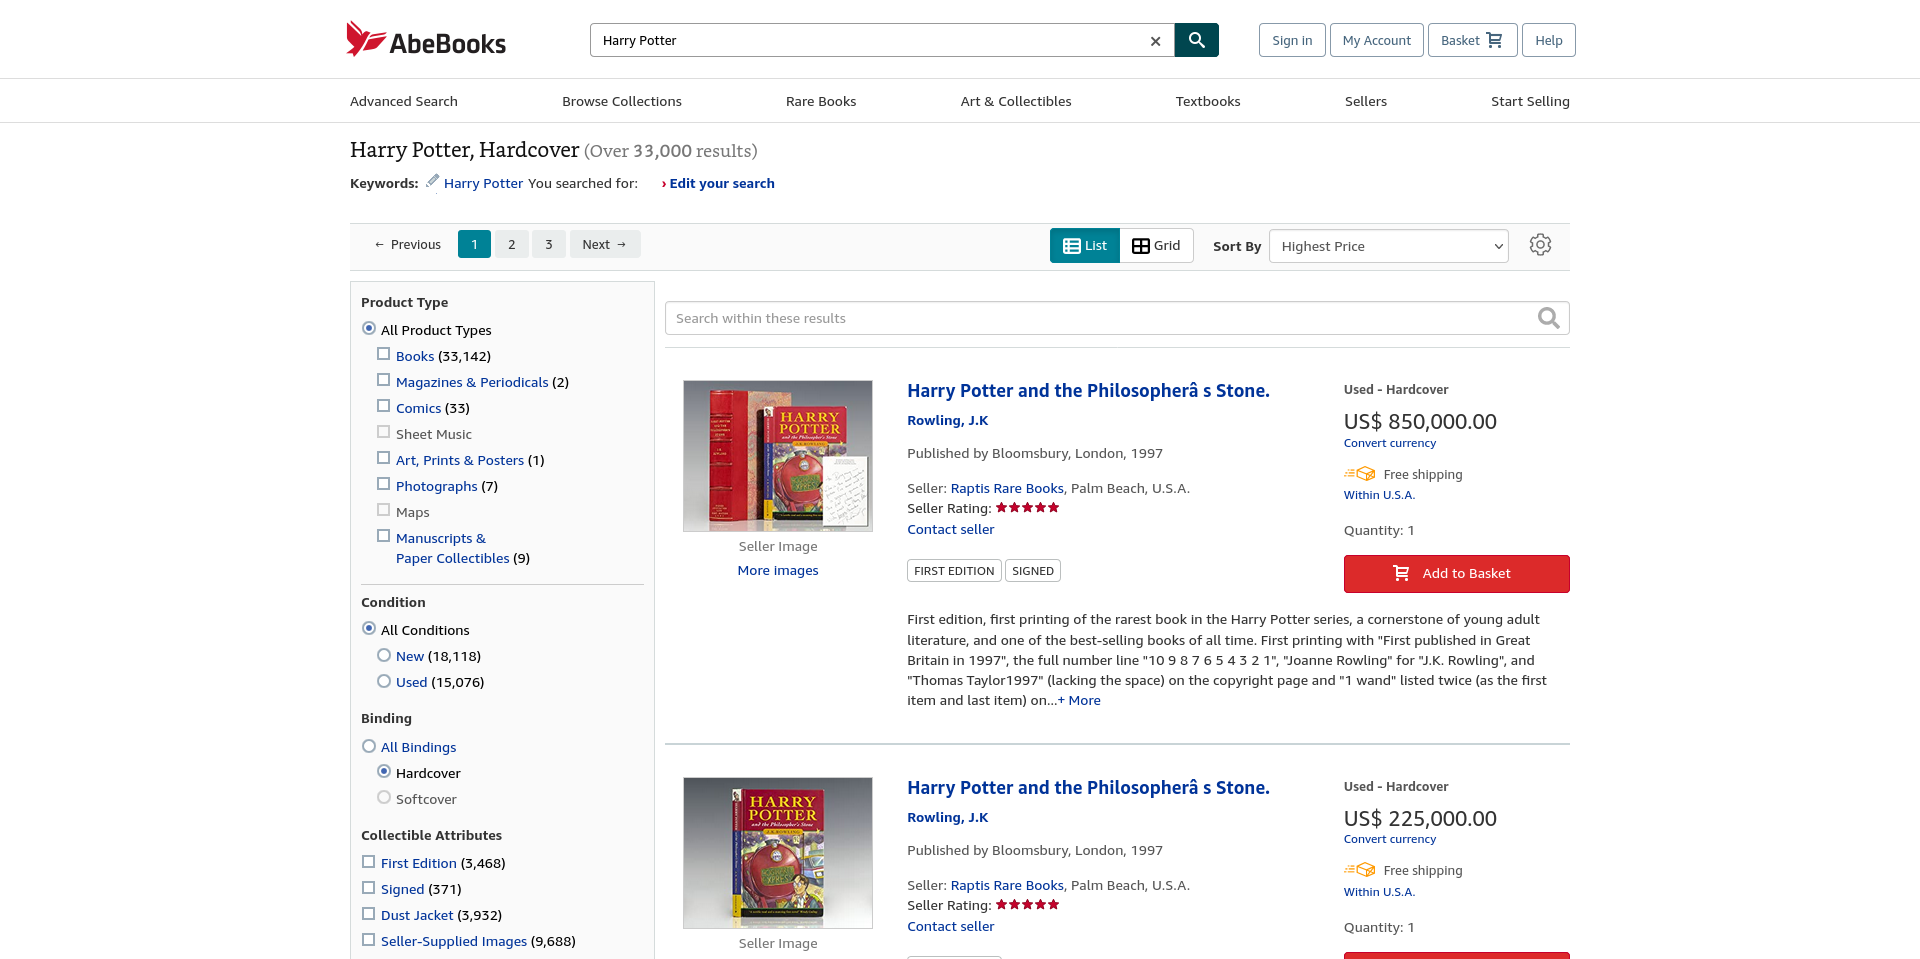 AbeBooks
Harry Potter
Sign in
My Account
Basket
Help
Advanced Search
Browse Collections
Rare Books
Art & Collectibles
Textbooks
Sellers
Start Selling
Harry Potter, Hardcover (Over 33,000 results)
Keywords: Harry Potter You searched for: › Edit your search
← Previous 1 2 3 Next →
List Grid Sort By Highest Price
Product Type
All Product Types
Books (33,142)
Magazines & Periodicals (2)
Comics (33)
Sheet Music
Art, Prints & Posters (1)
Photographs (7)
Maps
Manuscripts &
Paper Collectibles (9)
Condition
All Conditions
New (18,118)
Used (15,076)
Binding
All Bindings
Hardcover
Softcover
Collectible Attributes
First Edition (3,468)
Signed (371)
Dust Jacket (3,932)
Seller-Supplied Images (9,688)
Search within these results
HARRY
POTTER
and the Philosopher's Stone
J.K.ROWLING
Seller Image
More images
Harry Potter and the Philosopherâ s Stone.
Rowling, J.K
Published by Bloomsbury, London, 1997
Seller: Raptis Rare Books, Palm Beach, U.S.A.
Seller Rating:
Contact seller
FIRST EDITION SIGNED
Used - Hardcover
US$ 850,000.00
Convert currency
Free shipping
Within U.S.A.
Quantity: 1
Add to Basket
First edition, first printing of the rarest book in the Harry Potter series, a cornerstone of young adult
literature, and one of the best-selling books of all time. First printing with "First published in Great
Britain in 1997", the full number line "10 9 8 7 6 5 4 3 2 1", "Joanne Rowling" for "J.K. Rowling", and
"Thomas Taylor1997" (lacking the space) on the copyright page and "1 wand" listed twice (as the first
item and last item) on...+ More
HARRY
POTTER
and the Philosopher's Stone
J.K.ROWLING
Seller Image
Harry Potter and the Philosopherâ s Stone.
Rowling, J.K
Published by Bloomsbury, London, 1997
Seller: Raptis Rare Books, Palm Beach, U.S.A.
Seller Rating:
Contact seller
Used - Hardcover
US$ 225,000.00
Convert currency
Free shipping
Within U.S.A.
Quantity: 1